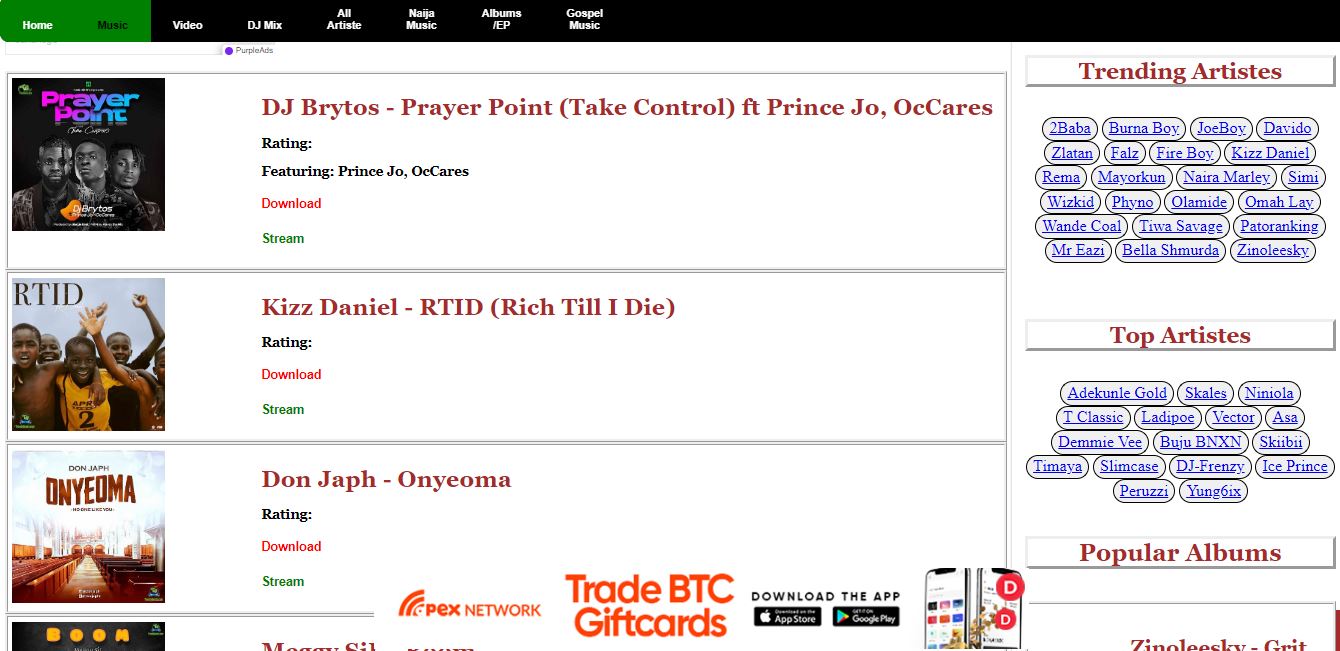 Home Music Video DJ Mix All Artiste Naija Music Albums /EP Gospel Music
PurpleAds
Prayer
Point
(Take Control)
Dj Brytos
DJ Brytos - Prayer Point (Take Control) ft Prince Jo, OcCares
Rating:
Featuring: Prince Jo, OcCares
Download
Stream
RTID
Kizz Daniel - RTID (Rich Till I Die)
Rating:
Download
Stream
DON JAPH
ONYEOMA
Don Japh - Onyeoma
Rating:
Download
Stream
BOOM
Trending Artistes
2Baba Burna Boy JoeBoy Davido
Zlatan Falz Fire Boy Kizz Daniel
Rema Mayorkun Naira Marley Simi
Wizkid Phyno Olamide Omah Lay
Wande Coal Tiwa Savage Patoranking
Mr Eazi Bella Shmurda Zinoleesky
Top Artistes
Adekunle Gold Skales Niniola
T Classic Ladipoe Vector Asa
Demmie Vee Buju BNXN Skiibii
Timaya Slimcase DJ-Frenzy Ice Prince
Peruzzi Yung6ix
Popular Albums
Zinoleesky - Grit
apex NETWORK
Trade BTC
Giftcards
DOWNLOAD THE APP
Download on the App Store
GET IT ON Google Play